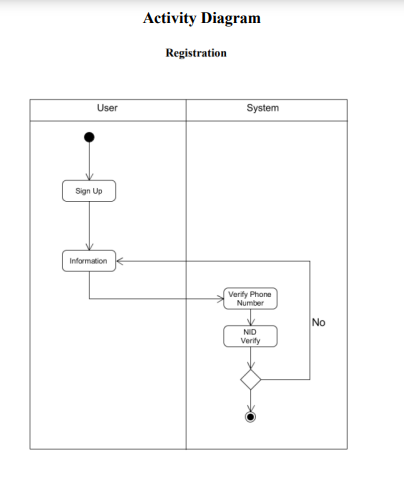 Activity Diagram
Registration
User
System
Sign Up
Information
Verify Phone
Number
No
NID
Verify